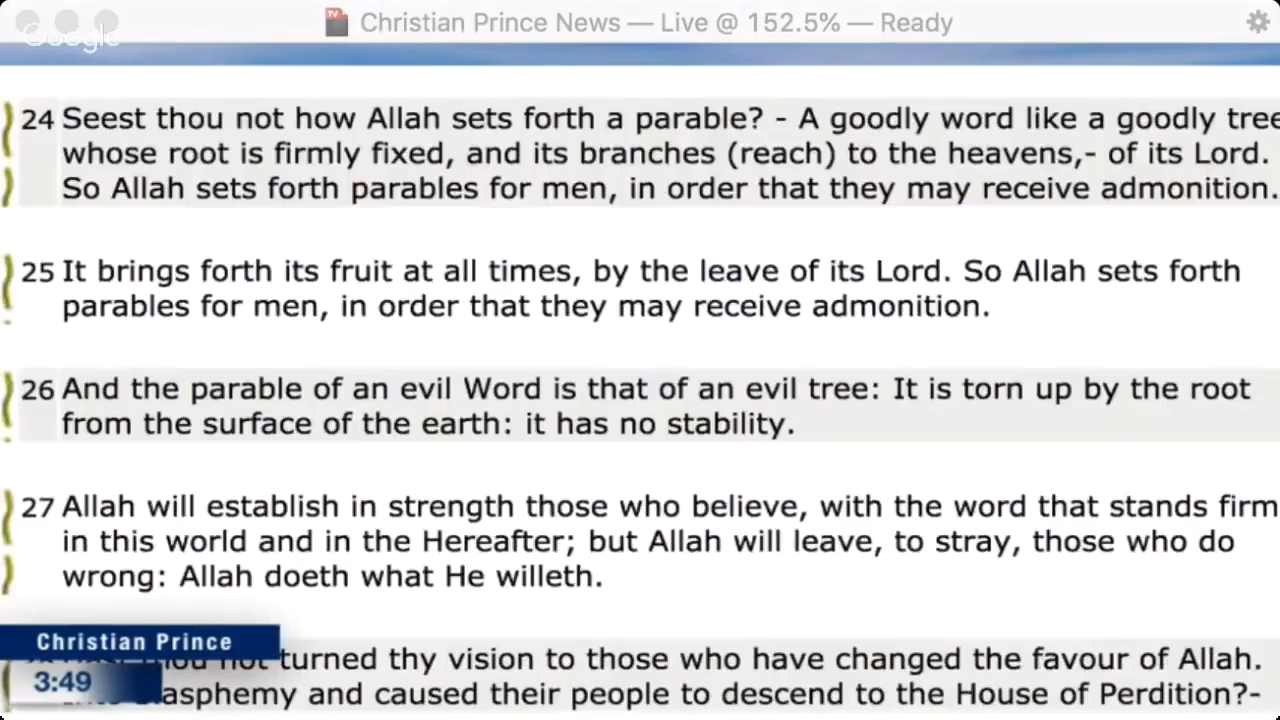 Google
Christian Prince News — Live @ 152.5% — Ready
24 Seest thou not how Allah sets forth a parable? - A goodly word like a goodly tree
whose root is firmly fixed, and its branches (reach) to the heavens,- of its Lord.
So Allah sets forth parables for men, in order that they may receive admonition.
25 It brings forth its fruit at all times, by the leave of its Lord. So Allah sets forth
parables for men, in order that they may receive admonition.
26 And the parable of an evil Word is that of an evil tree: It is torn up by the root
from the surface of the earth: it has no stability.
27 Allah will establish in strength those who believe, with the word that stands firm
in this world and in the Hereafter; but Allah will leave, to stray, those who do
wrong: Allah doeth what He willeth.
Christian Prince
thou not turned thy vision to those who have changed the favour of Allah.
3:49
asphemy and caused their people to descend to the House of Perdition?-